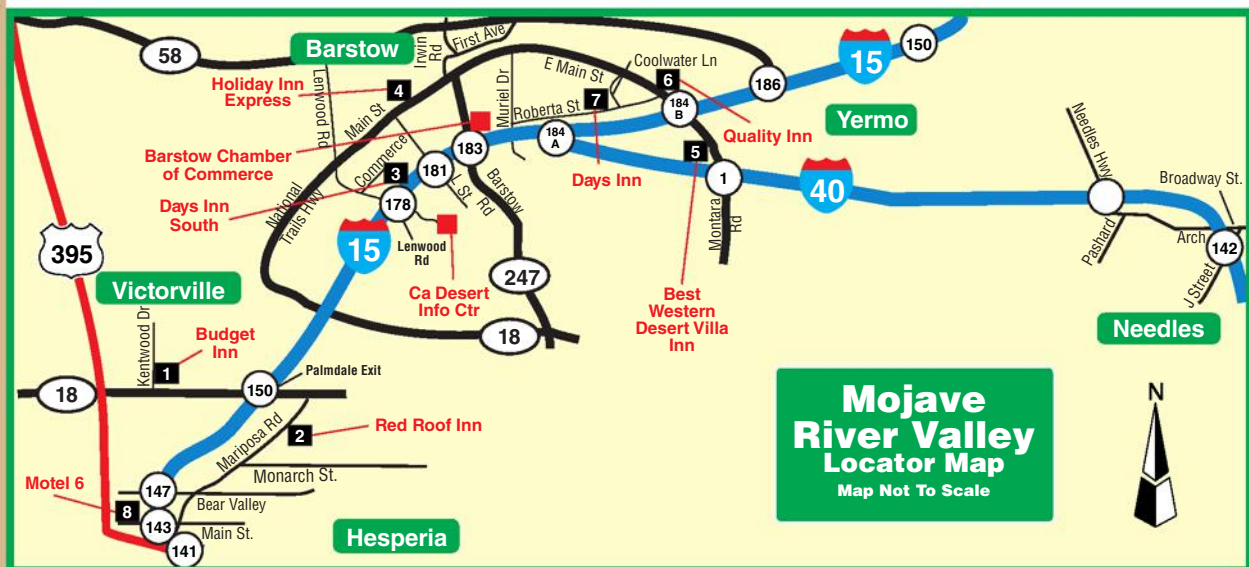 58
Barstow
Irwin
Rd
First Ave
Coolwater Ln
E Main St
15
150
186
Holiday Inn
Express
4
Lenwood Rd
Main St
Muriel Dr
Roberta St
7
6
184
B
Yermo
Needles Hwy
Barstow Chamber
of Commerce
Commerce
183
184
A
Quality Inn
5
1
Days Inn
3
181
L St
Barstow
Rd
Days Inn
South
178
National
Trails Hwy
Lenwood
Rd
15
40
Montara
Rd
Broadway St.
Pashard
Arch
142
J Street
395
Victorville
247
Ca Desert
Info Ctr
Best
Western
Desert Villa
Inn
Needles
18
Kentwood Dr
Budget
Inn
1
18
150
Palmdale Exit
Mariposa Rd
2
Red Roof Inn
Monarch St.
Motel 6
147
Bear Valley
8
143
Main St.
141
Hesperia
Mojave
River Valley
Locator Map
Map Not To Scale
N